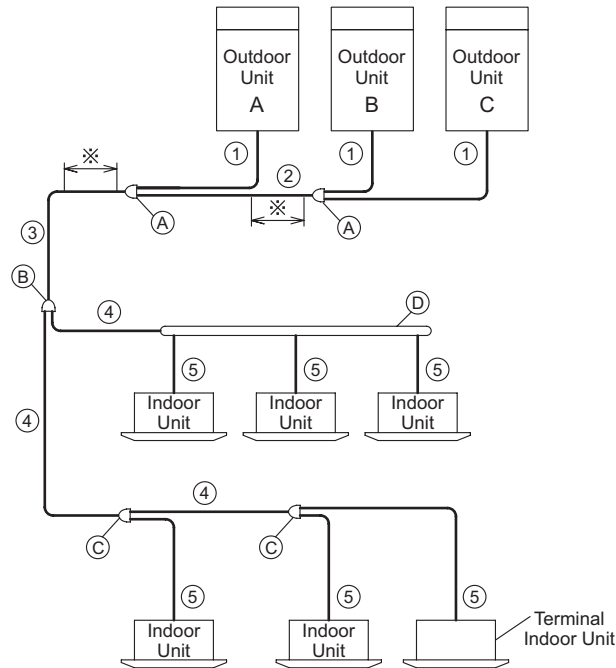 Outdoor
Unit
A
Outdoor
Unit
B
Outdoor
Unit
C
①
①
①
※
②
Ⓐ
※
Ⓐ
③
Ⓑ
④
Ⓓ
⑤
⑤
⑤
Indoor
Unit
Indoor
Unit
Indoor
Unit
④
④
Ⓒ
Ⓒ
⑤
⑤
⑤
Indoor
Unit
Indoor
Unit
Terminal
Indoor Unit